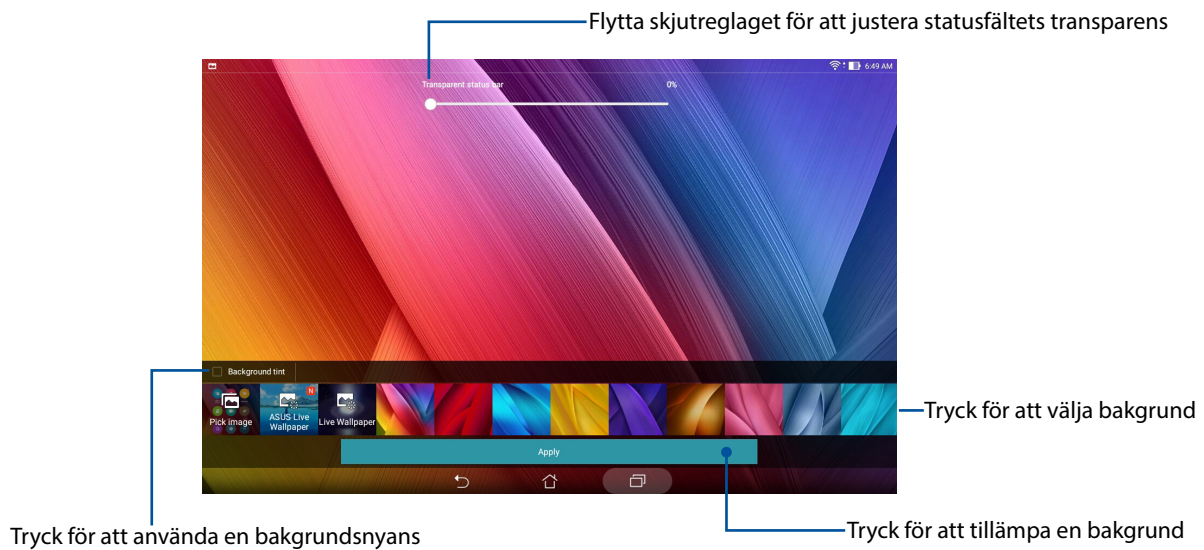 Flytta skjutreglaget för att justera statusfältets transparens
6:49 AM
Transparent status bar 0%
Background tint
Pick image
ASUS Live
Wallpaper
N
Live Wallpaper
Tryck för att välja bakgrund
Apply
Tryck för att använda en bakgrundsnyans
Tryck för att tillämpa en bakgrund